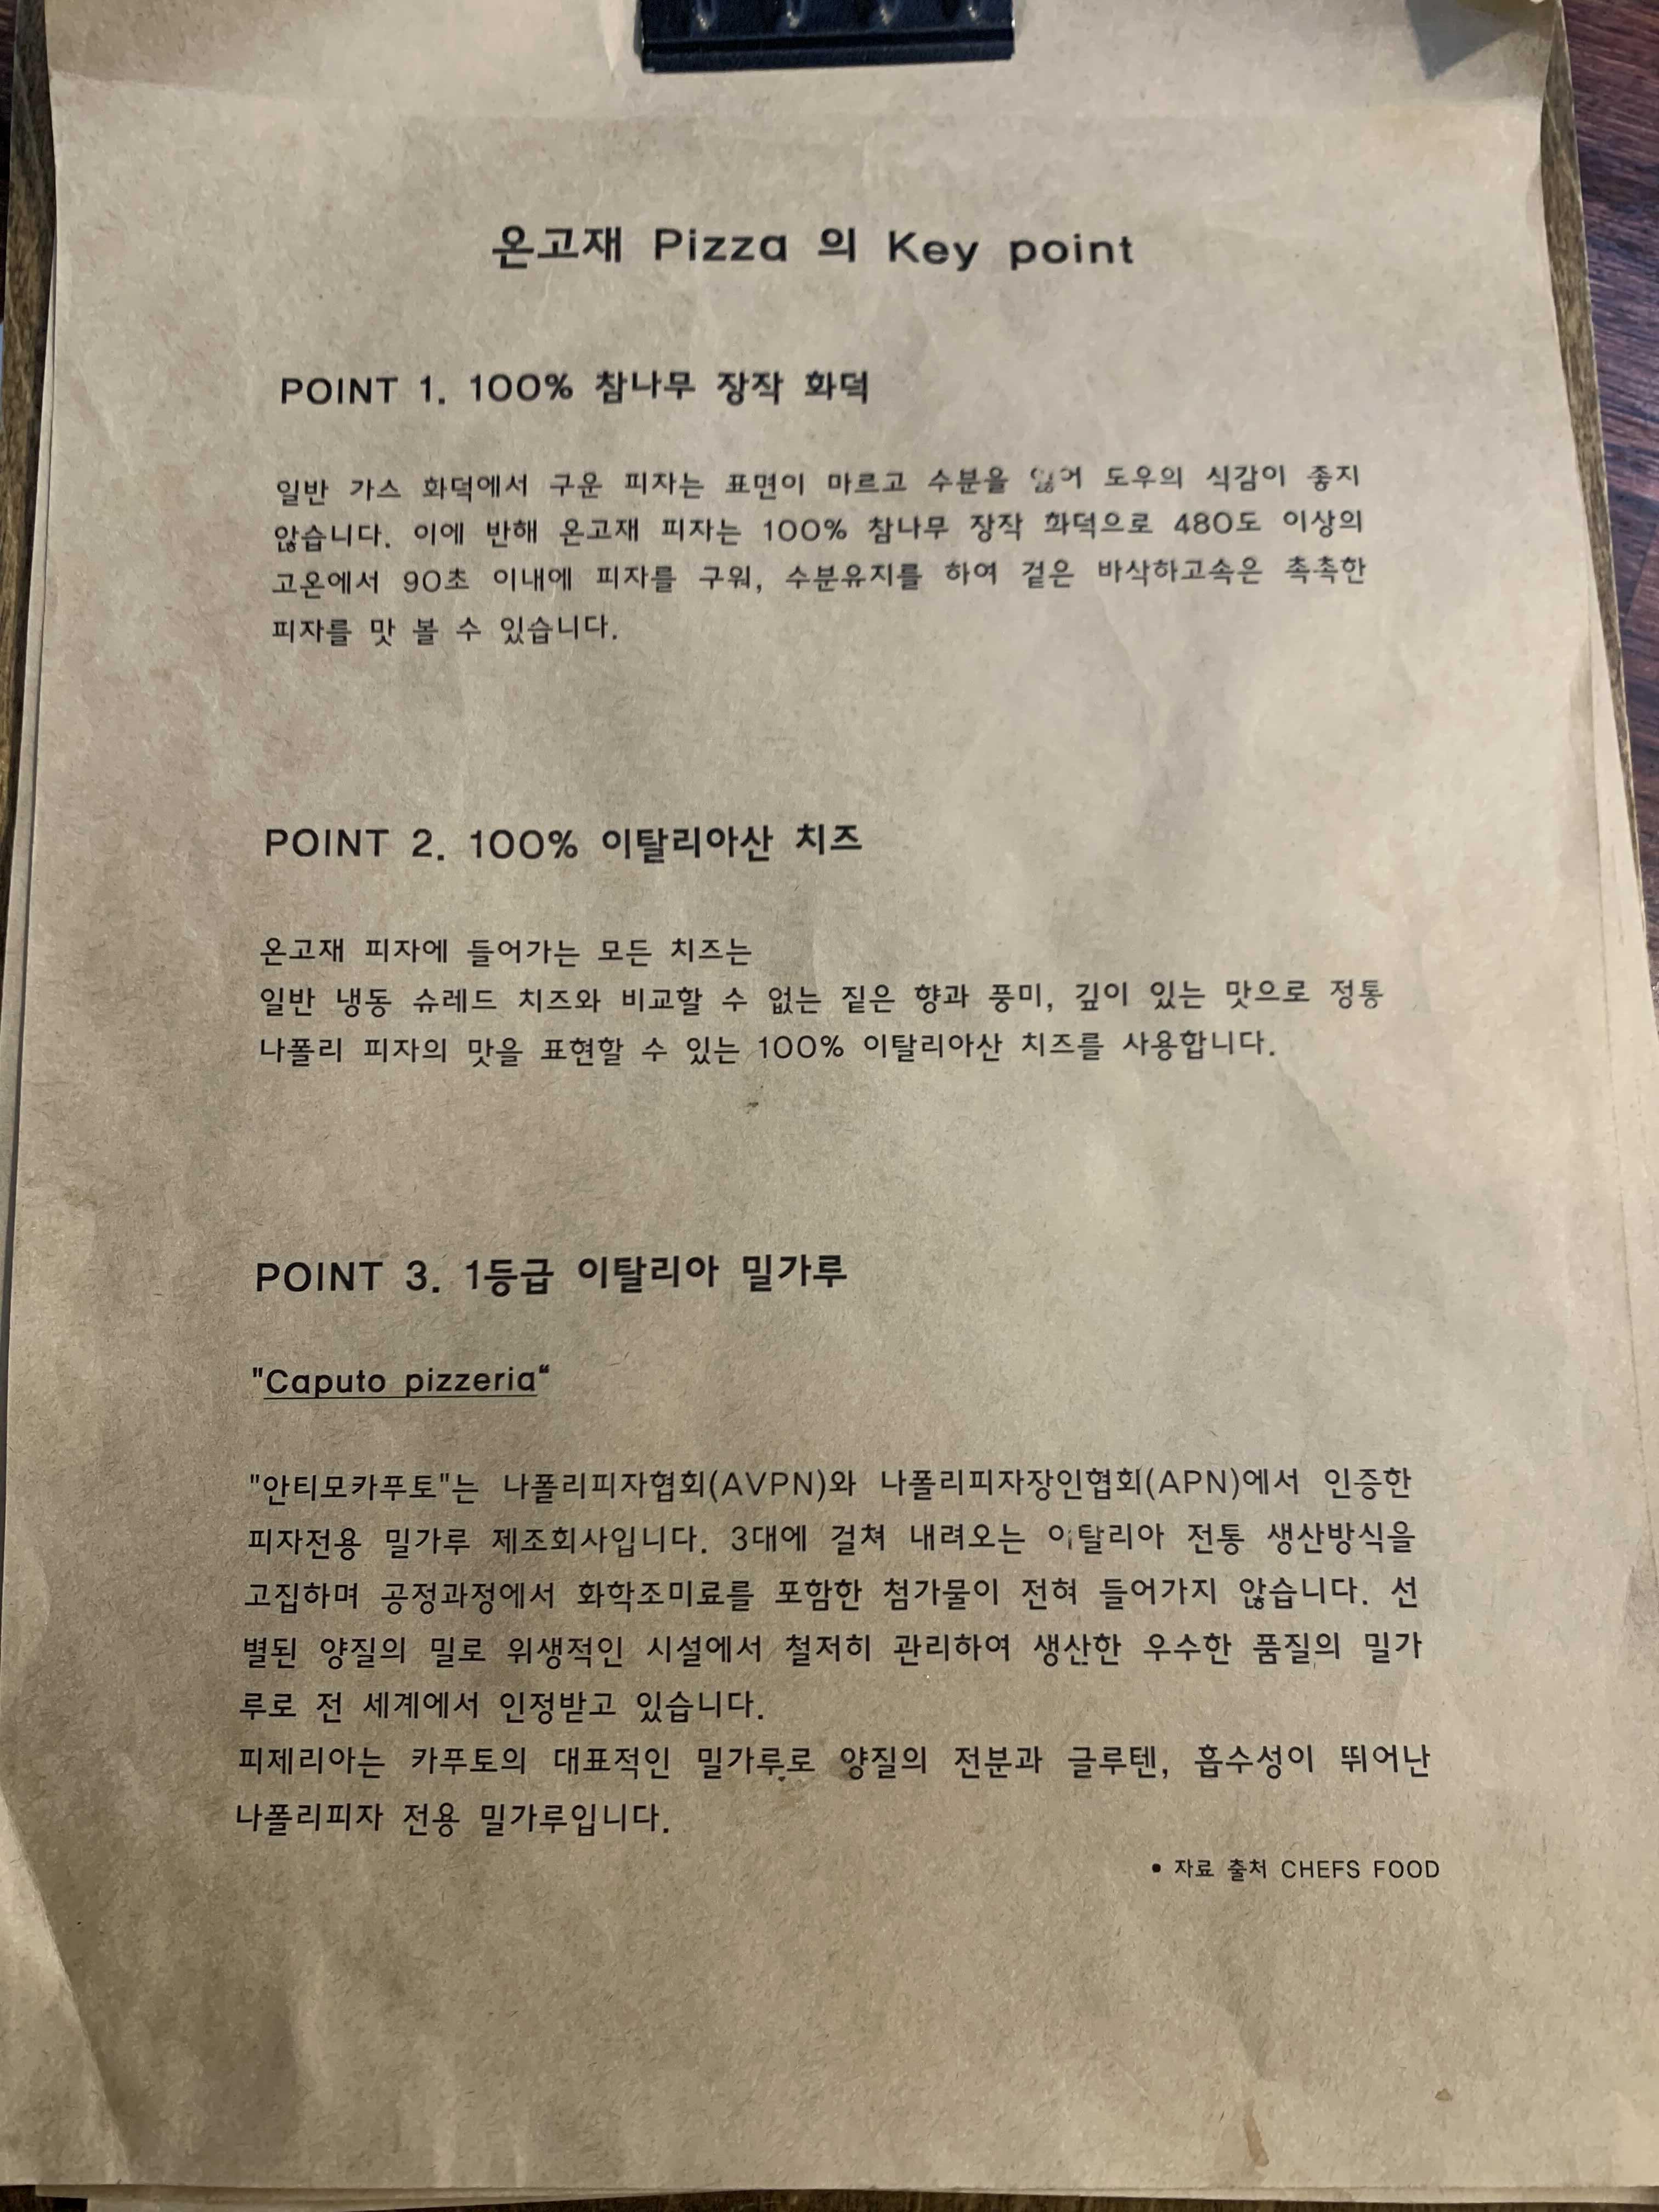 온고재 Pizza 의 Key point
POINT 1. 100% 참나무 장작 화덕
일반 가스 화덕에서 구운 피자는 표면이 마르고 수분을 잃어 도우의 식감이 좋지
않습니다. 이에 반해 온고재 피자는 100% 참나무 장작 화덕으로 480도 이상의
고온에서 90초 이내에 피자를 구워, 수분유지를 하여 겉은 바삭하고속은 촉촉한
피자를 맛 볼 수 있습니다.
POINT 2. 100% 이탈리아산 치즈
온고재 피자에 들어가는 모든 치즈는
일반 냉동 슈레드 치즈와 비교할 수 없는 짙은 향과 풍미, 깊이 있는 맛으로 정통
나폴리 피자의 맛을 표현할 수 있는 100% 이탈리아산 치즈를 사용합니다.
POINT 3. 1등급 이탈리아 밀가루
"Caputo pizzeria“
"안티모카푸토"는 나폴리피자협회(AVPN)와 나폴리피자장인협회(APN)에서 인증한
피자전용 밀가루 제조회사입니다. 3대에 걸쳐 내려오는 이탈리아 전통 생산방식을
고집하며 공정과정에서 화학조미료를 포함한 첨가물이 전혀 들어가지 않습니다. 선
별된 양질의 밀로 위생적인 시설에서 철저히 관리하여 생산한 우수한 품질의 밀가
루로 전 세계에서 인정받고 있습니다.
피제리아는 카푸토의 대표적인 밀가루로 양질의 전분과 글루텐, 흡수성이 뛰어난
나폴리피자 전용 밀가루입니다.
• 자료 출처 CHEFS FOOD